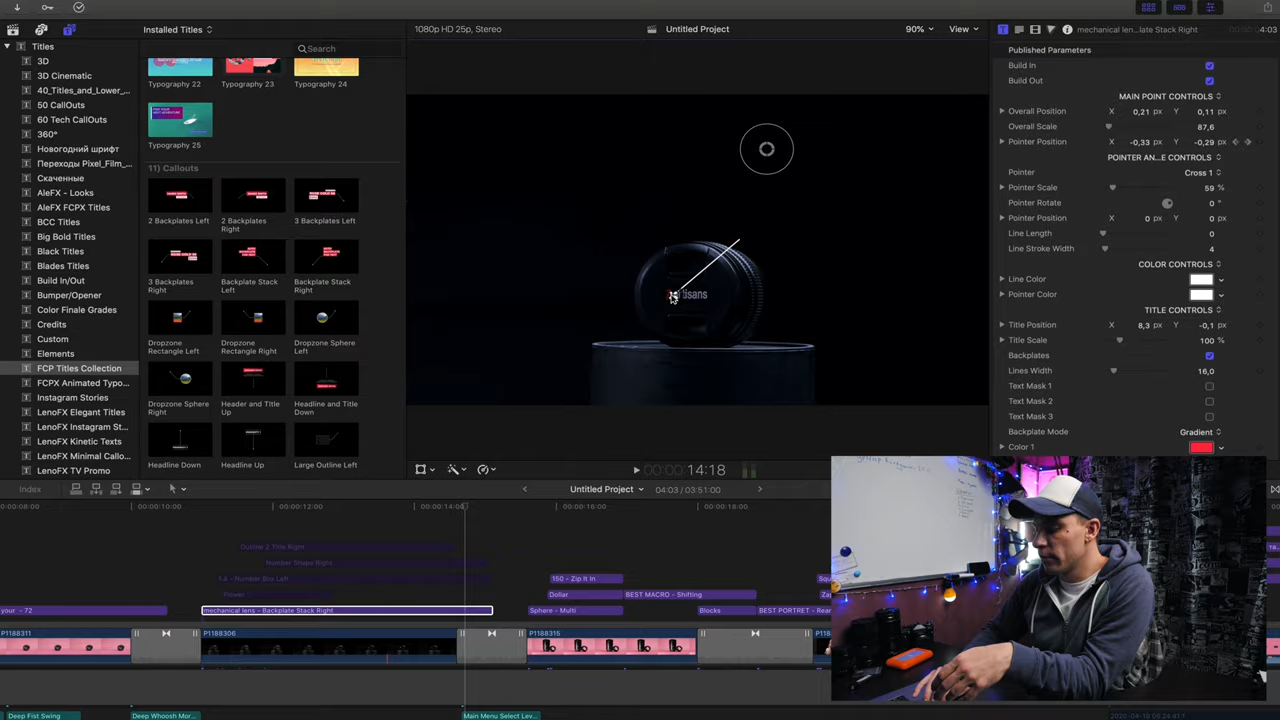 Installed Titles
1080p HD 25p, Stereo
Untitled Project
90%
View
mechanical len...late Stack Right
4:03
Titles
3D
3D Cinematic
40_Titles_and_Lower_...
50 CallOuts
60 Tech CallOuts
360°
Новогодний шрифт
Переходы Pixel_Film_...
Скаченные
AleFX - Looks
AleFX FCPX Titles
BCC Titles
Big Bold Titles
Black Titles
Blades Titles
Build In/Out
Bumper/Opener
Color Finale Grades
Credits
Custom
Elements
FCP Titles Collection
FCPX Animated Typo...
Instagram Stories
LenoFX Elegant Titles
LenoFX Instagram St...
LenoFX Kinetic Texts
LenoFX Minimal Callo...
LenoFX TV Promo
Search
Typography 22
Typography 23
Typography 24
Typography 25
11) Callouts
2 Backplates Left
2 Backplates Right
3 Backplates Left
3 Backplates Right
Backplate Stack Left
Backplate Stack Right
Dropzone Rectangle Left
Dropzone Rectangle Right
Dropzone Sphere Left
Dropzone Sphere Right
Header and TItle Up
Headline and Title Down
Headline Down
Headline Up
Large Outline Left
Published Parameters
Build In
Build Out
MAIN POINT CONTROLS
Overall Position X 0,21 px Y 0,11 px
Overall Scale 87,6
Pointer Position X -0,33 px Y -0,29 px
POINTER AN...E CONTROLS
Pointer Cross 1
Pointer Scale 59 %
Pointer Rotate 0 °
Pointer Position X 0 px Y 0 px
Line Length 0
Line Stroke Width 4
COLOR CONTROLS
Line Color
Pointer Color
TITLE CONTROLS
Title Position X 8,3 px Y -0,1 px
Title Scale 100 %
Backplates
Lines Width 16,0
Text Mask 1
Text Mask 2
Text Mask 3
Backplate Mode Gradient
Color 1
00:00:14:18
Index
Untitled Project
04:03 / 03:51:00
00:00:08:00
00:00:10:00
00:00:12:00
00:00:14:00
00:00:16:00
00:00:18:00
Dustine 2 Title Right
Number Shape Right
Flower
150 - Zip It In
Dollar
BEST MACRO - Shifting
your - 72
mechanical lens - Backplate Stack Right
Sphere - Multi
Blocks
BEST PORTRET - Rear
P1188311
P1188306
P1188315
Deep Fist Swing
Deep Whoosh Mor...
Main Menu Select Lev...